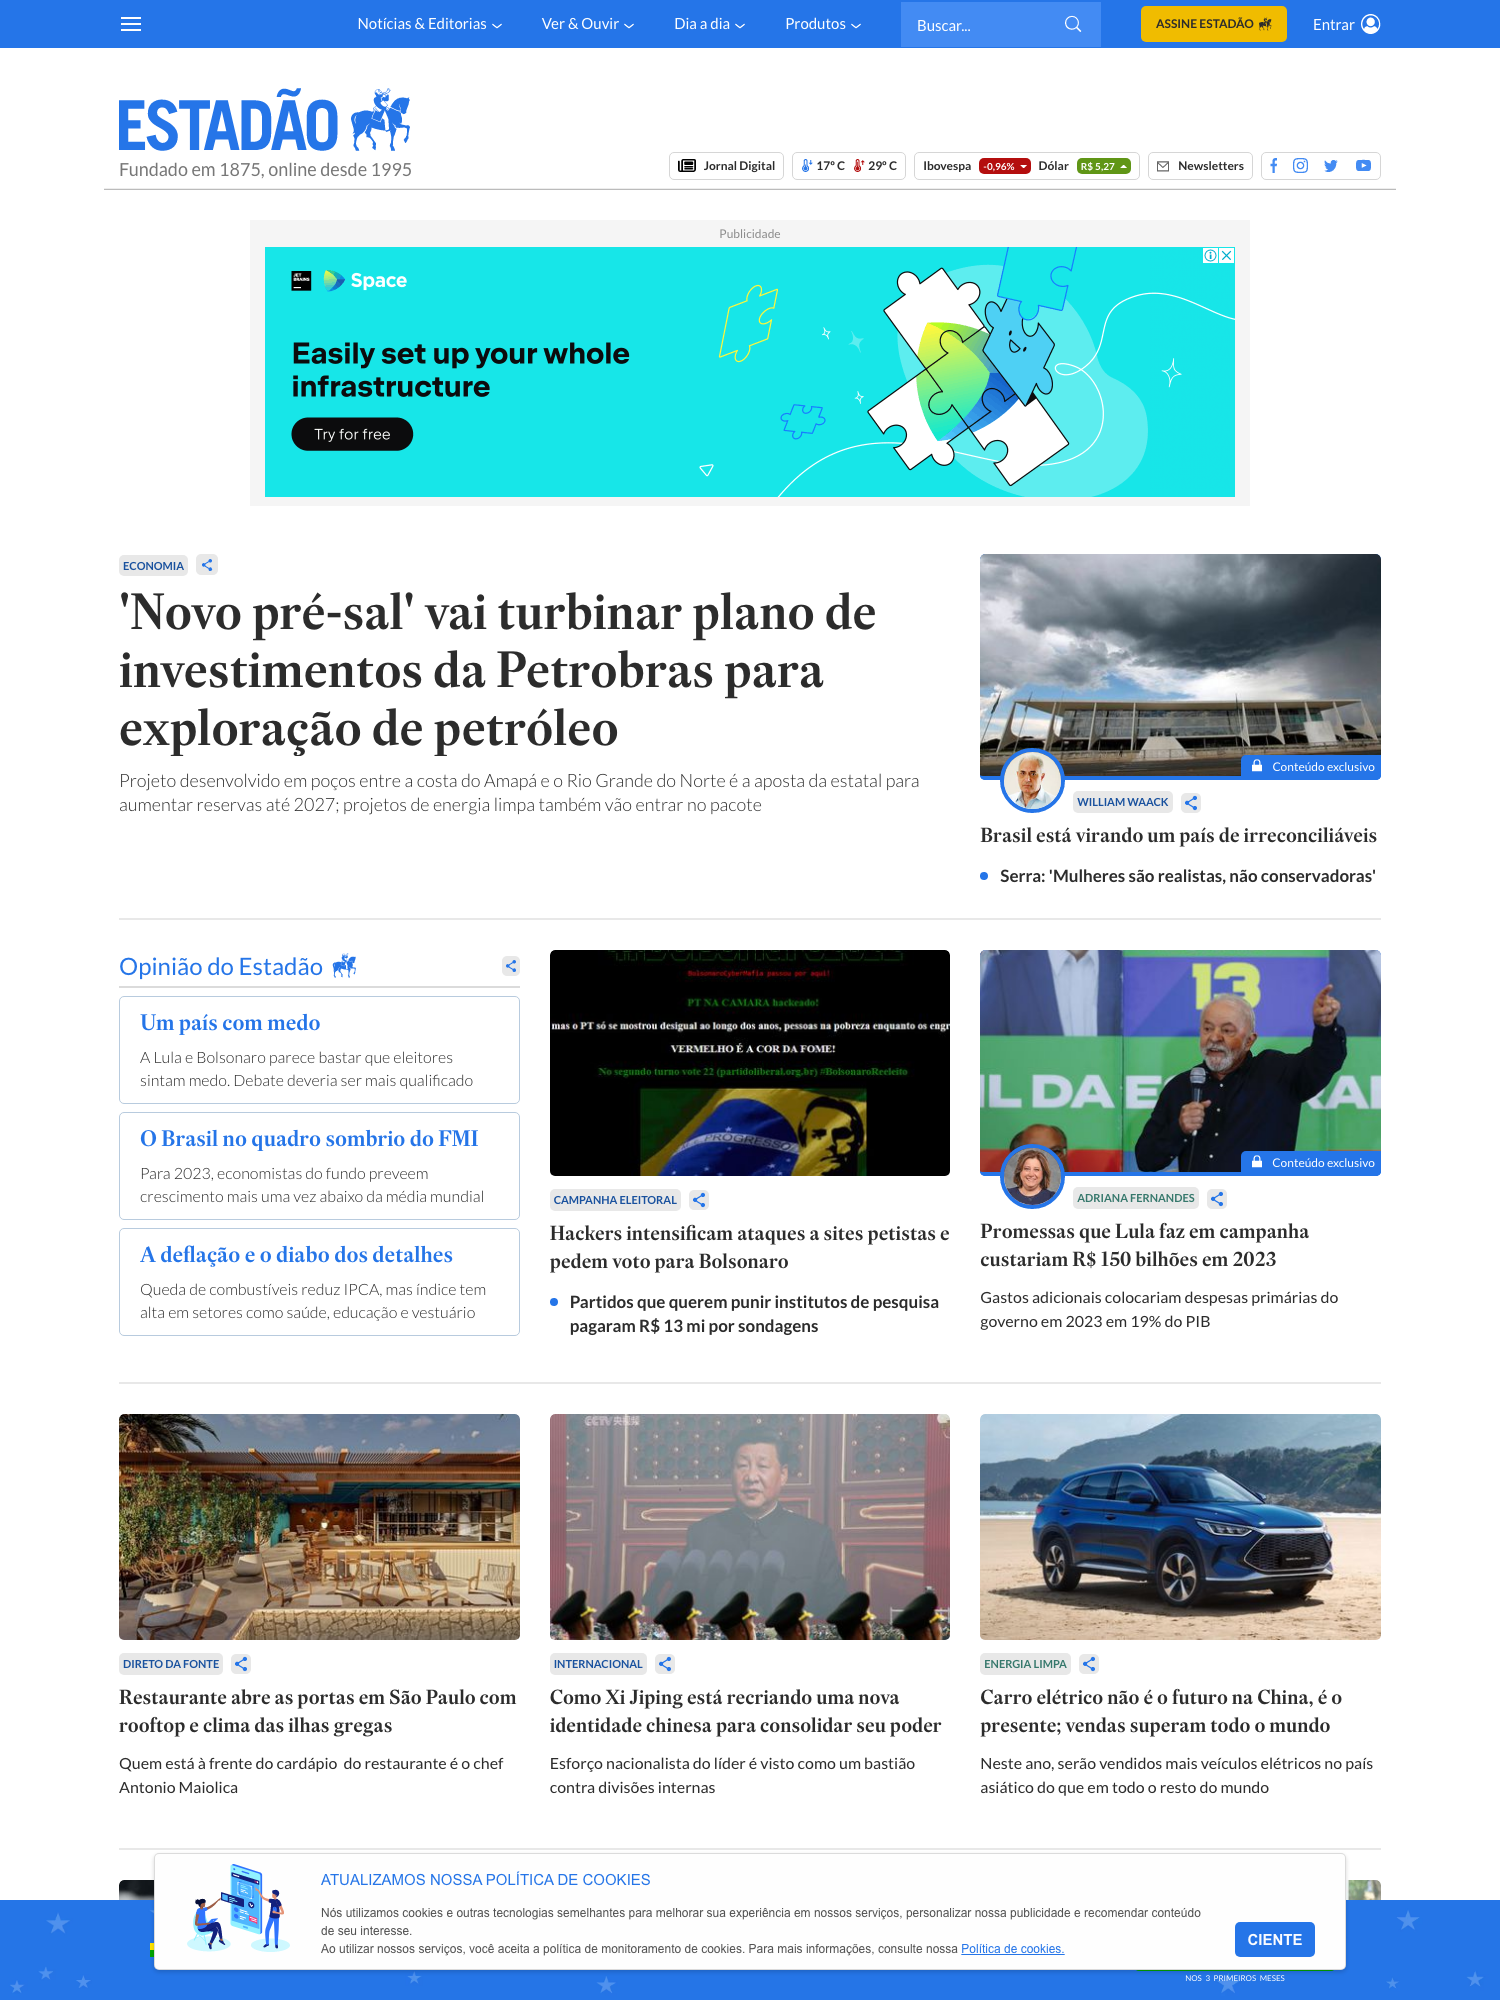 Notícias & Editorias
Ver & Ouvir
Dia a dia
Produtos
Buscar...
ASSINE ESTADÃO
Entrar
ESTADÃO
Fundado em 1875, online desde 1995
Jornal Digital
17º C
29º C
Ibovespa -0,96% Dólar R$ 5,27
Newsletters
Publicidade
JET BRAINS
Space
Easily set up your whole
infrastructure
Try for free
ECONOMIA
'Novo pré-sal' vai turbinar plano de
investimentos da Petrobras para
exploração de petróleo
Projeto desenvolvido em poços entre a costa do Amapá e o Rio Grande do Norte é a aposta da estatal para
aumentar reservas até 2027; projetos de energia limpa também vão entrar no pacote
Conteúdo exclusivo
WILLIAM WAACK
Brasil está virando um país de irreconciliáveis
Serra: 'Mulheres são realistas, não conservadoras'
Opinião do Estadão
Um país com medo
A Lula e Bolsonaro parece bastar que eleitores
sintam medo. Debate deveria ser mais qualificado
O Brasil no quadro sombrio do FMI
Para 2023, economistas do fundo preveem
crescimento mais uma vez abaixo da média mundial
A deflação e o diabo dos detalhes
Queda de combustíveis reduz IPCA, mas índice tem
alta em setores como saúde, educação e vestuário
BolsonaroCyberMafia passou por aqui!
PT NA CAMARA hackeado!
mas o PT só se mostrou desigual ao longo dos anos, pessoas na pobreza enquanto os engr
VERMELHO É A COR DA FOME!
No segundo turno vote 22 (partidoliberal.org.br) #BolsonaroReeleito
PROGRESSO
CAMPANHA ELEITORAL
Hackers intensificam ataques a sites petistas e
pedem voto para Bolsonaro
Partidos que querem punir institutos de pesquisa
pagaram R$ 13 mi por sondagens
13
IL DA E
RAL
Conteúdo exclusivo
ADRIANA FERNANDES
Promessas que Lula faz em campanha
custariam R$ 150 bilhões em 2023
Gastos adicionais colocariam despesas primárias do
governo em 2023 em 19% do PIB
DIRETO DA FONTE
Restaurante abre as portas em São Paulo com
rooftop e clima das ilhas gregas
Quem está à frente do cardápio do restaurante é o chef
Antonio Maiolica
CCTV 央视频
INTERNACIONAL
Como Xi Jiping está recriando uma nova
identidade chinesa para consolidar seu poder
Esforço nacionalista do líder é visto como um bastião
contra divisões internas
ENERGIA LIMPA
Carro elétrico não é o futuro na China, é o
presente; vendas superam todo o mundo
Neste ano, serão vendidos mais veículos elétricos no país
asiático do que em todo o resto do mundo
ATUALIZAMOS NOSSA POLÍTICA DE COOKIES
Nós utilizamos cookies e outras tecnologias semelhantes para melhorar sua experiência em nossos serviços, personalizar nossa publicidade e recomendar conteúdo
de seu interesse.
Ao utilizar nossos serviços, você aceita a política de monitoramento de cookies. Para mais informações, consulte nossa Política de cookies.
CIENTE
NOS 3 PRIMEIROS MESES